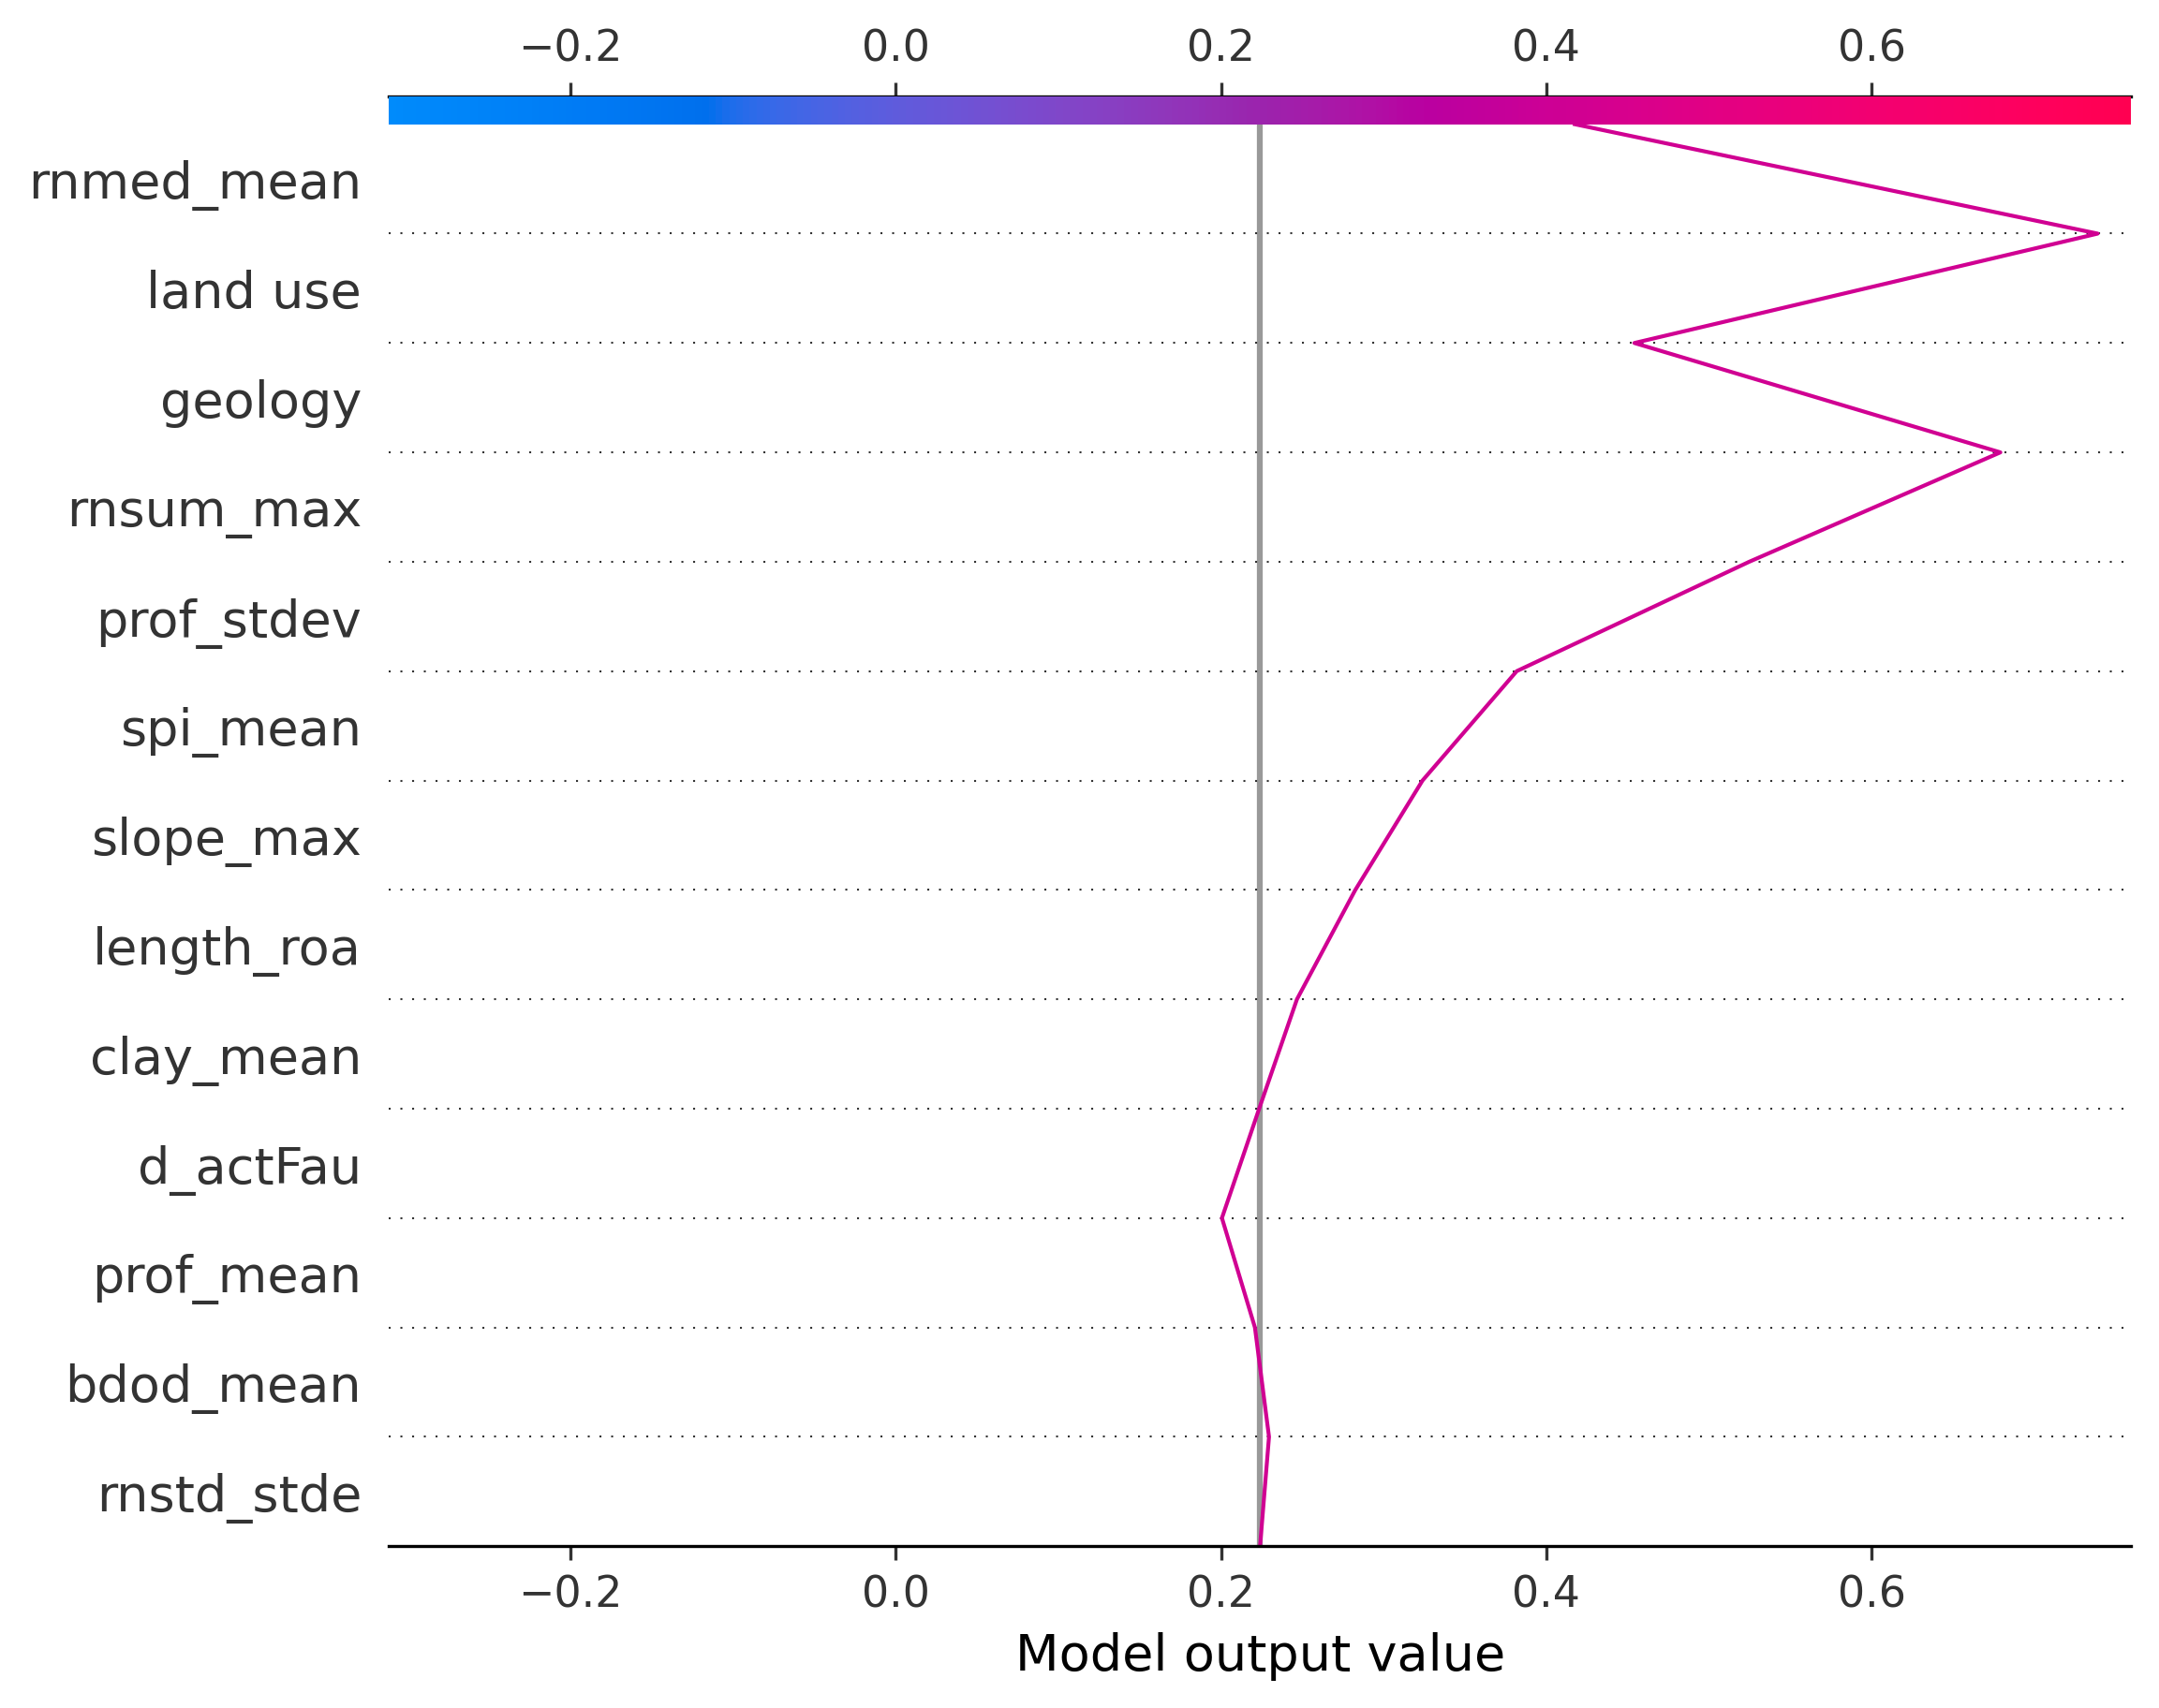 −0.2 0.0 0.2 0.4 0.6
rnmed_mean
land use
geology
rnsum_max
prof_stdev
spi_mean
slope_max
length_roa
clay_mean
d_actFau
prof_mean
bdod_mean
rnstd_stde
−0.2 0.0 0.2 0.4 0.6
Model output value